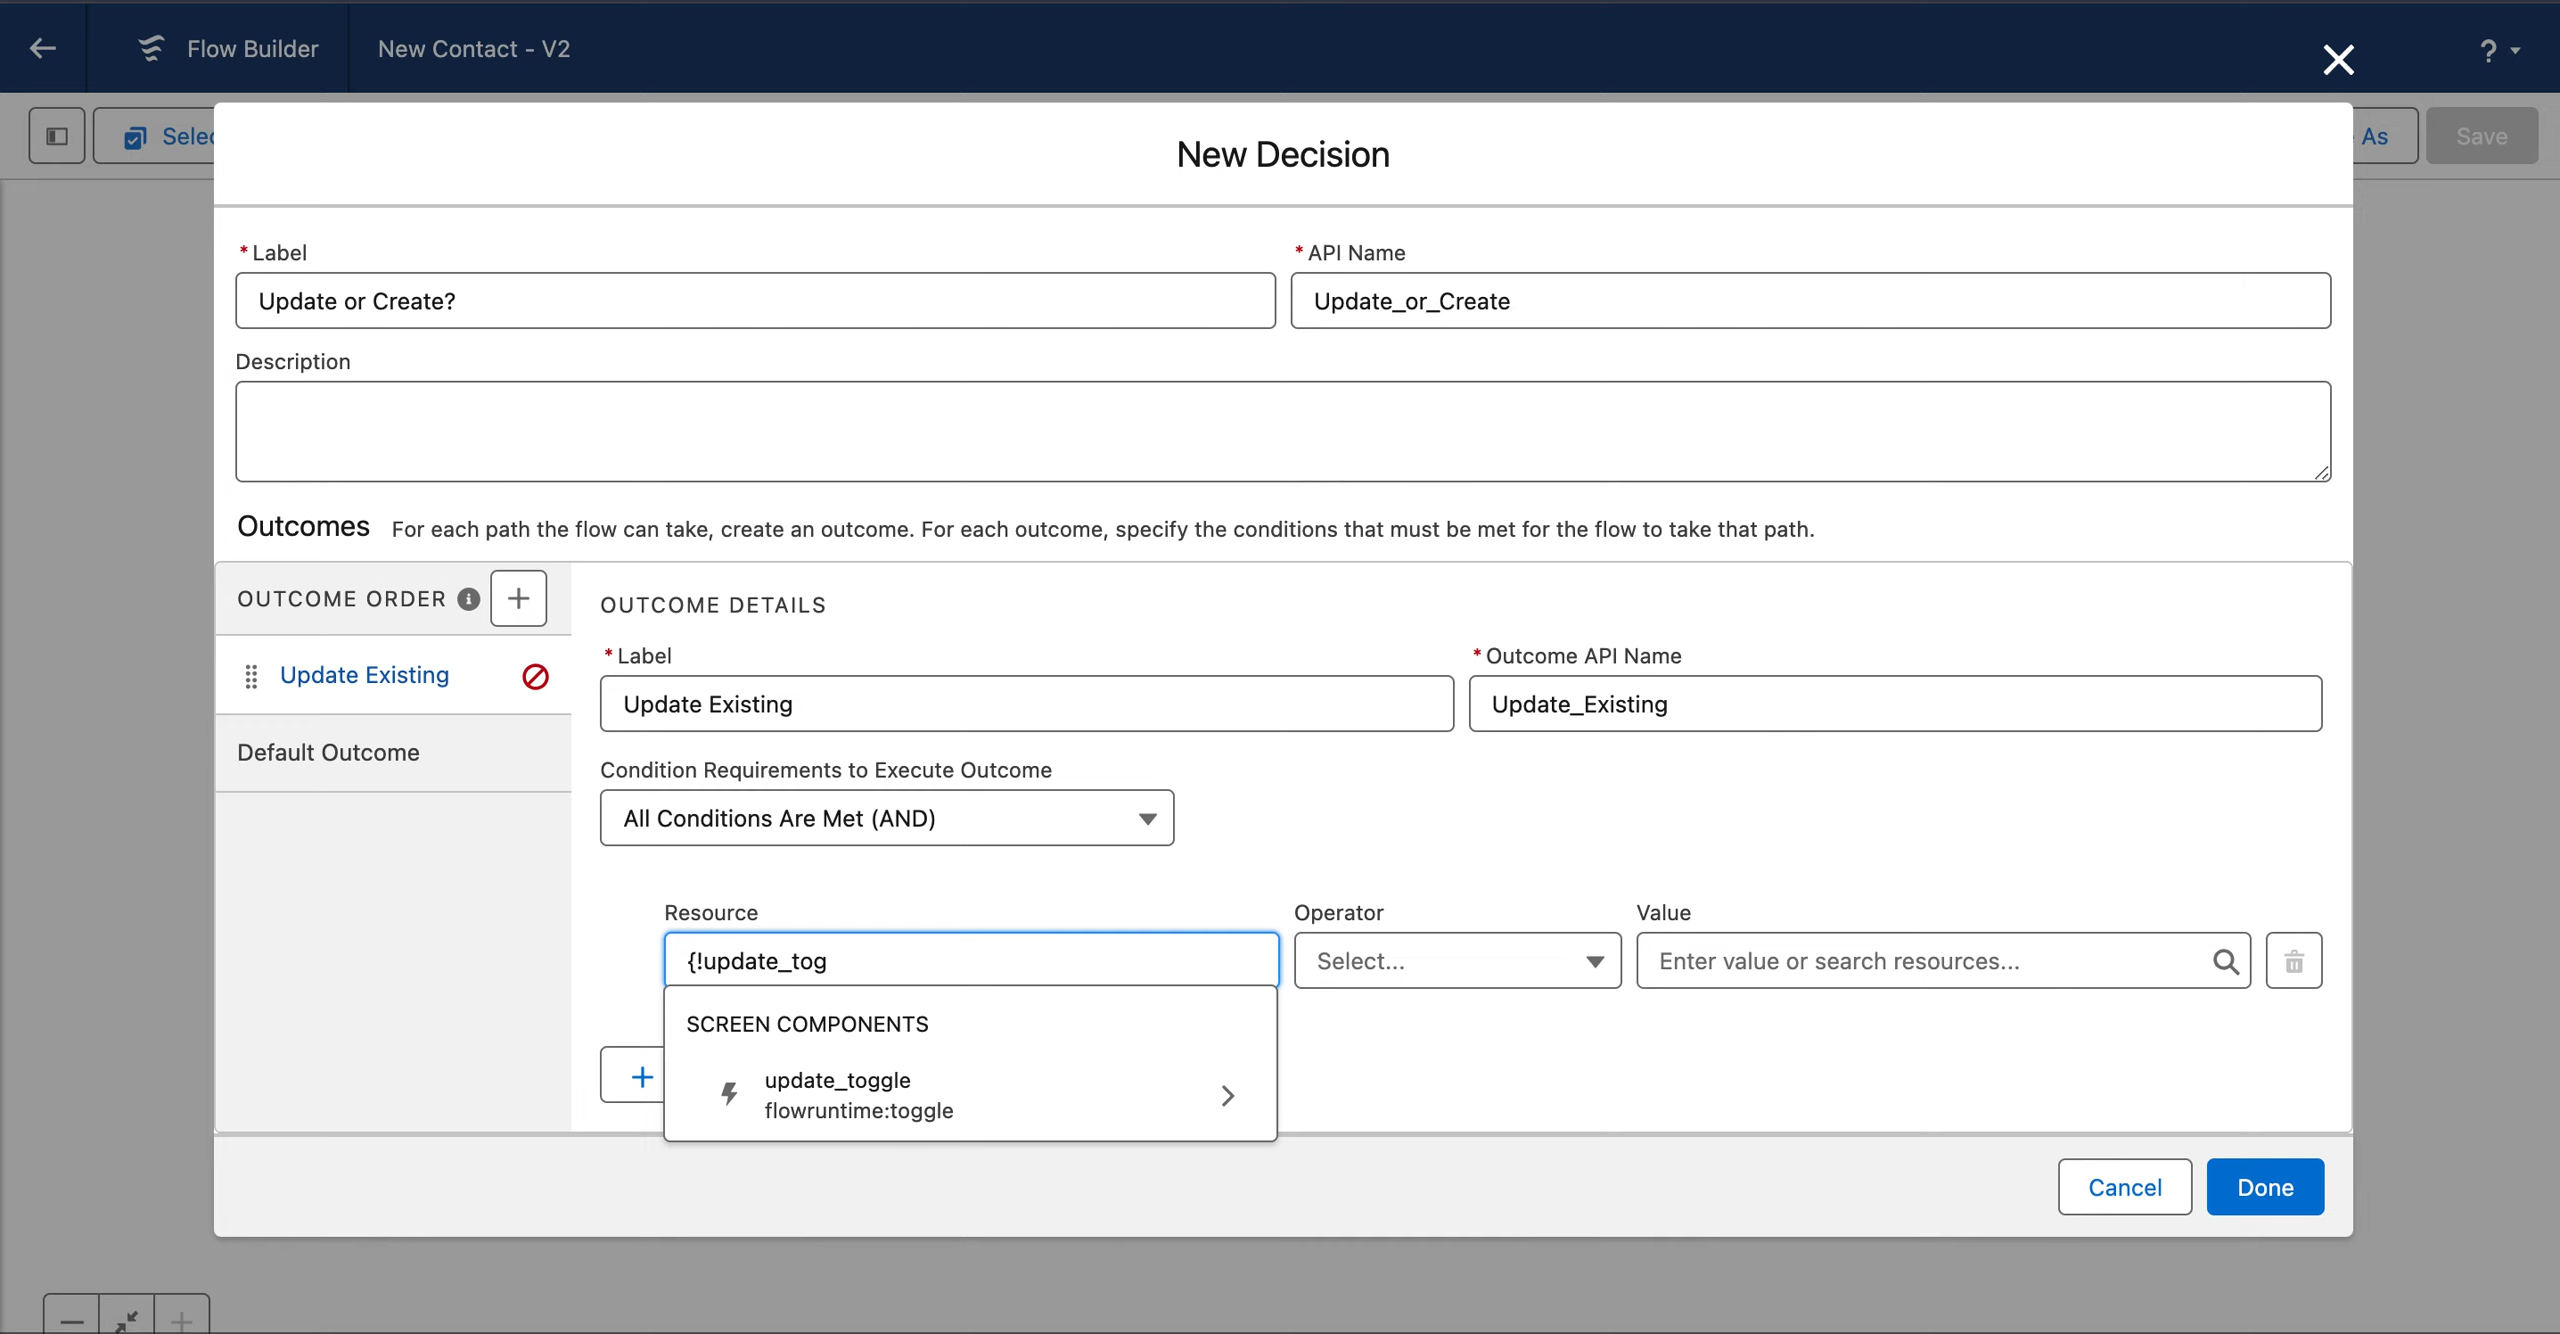 Flow Builder
New Contact - V2
?
Selec
As
Save
New Decision
* Label
* API Name
Update or Create?
Update_or_Create
Description
Outcomes For each path the flow can take, create an outcome. For each outcome, specify the conditions that must be met for the flow to take that path.
OUTCOME ORDER
OUTCOME DETAILS
* Label
* Outcome API Name
Update Existing
Update Existing
Update_Existing
Default Outcome
Condition Requirements to Execute Outcome
All Conditions Are Met (AND)
Resource
Operator
Value
{!update_tog
Select...
Enter value or search resources...
SCREEN COMPONENTS
update_toggle
flowruntime:toggle
Cancel
Done